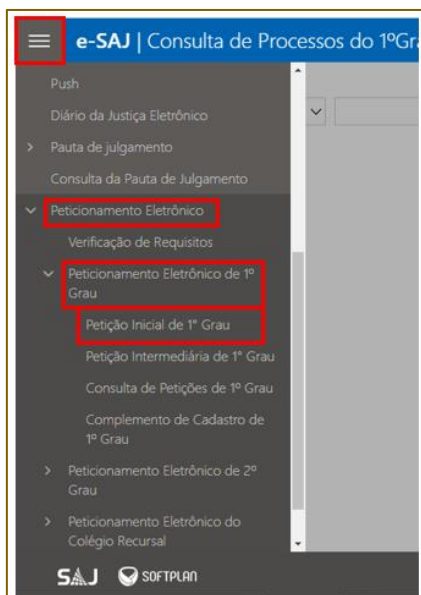 e-SAJ | Consulta de Processos do 1ºGra
Push
Diário da Justiça Eletrônico
Pauta de julgamento
Consulta da Pauta de Julgamento
Peticionamento Eletrônico
Verificação de Requisitos
Peticionamento Eletrônico de 1º
Grau
Petição Inicial de 1° Grau
Petição Intermediária de 1° Grau
Consulta de Petições de 1º Grau
Complemento de Cadastro de
1º Grau
Peticionamento Eletrônico de 2º
Grau
Peticionamento Eletrônico do
Colégio Recursal
SAJ SOFTPLAN